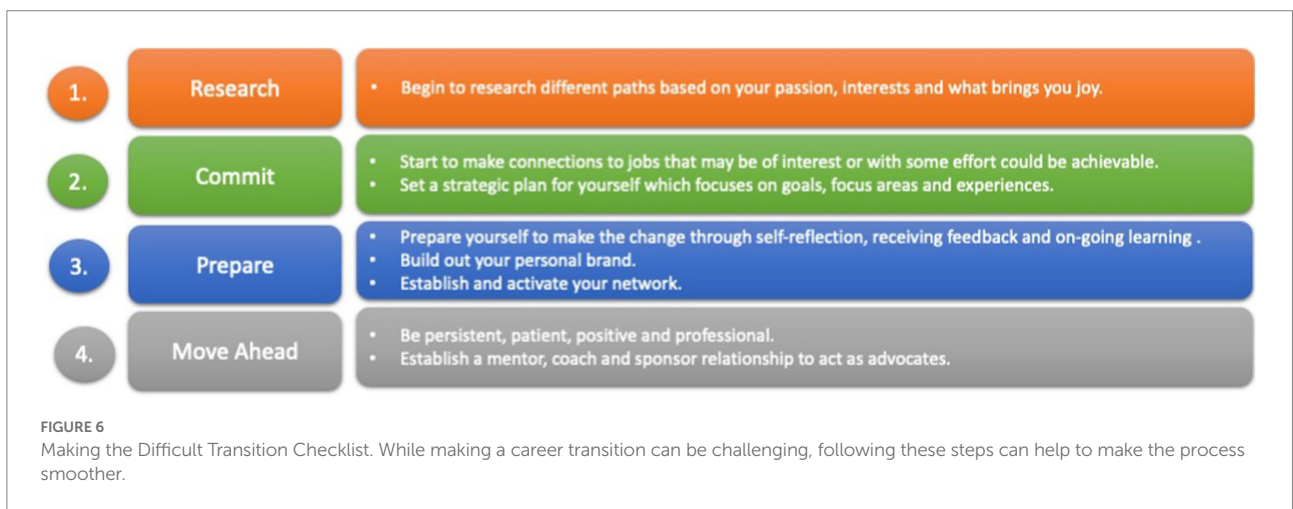 1.
Research
• Begin to research different paths based on your passion, interests and what brings you joy.
2.
Commit
• Start to make connections to jobs that may be of interest or with some effort could be achievable.
• Set a strategic plan for yourself which focuses on goals, focus areas and experiences.
3.
Prepare
• Prepare yourself to make the change through self-reflection, receiving feedback and on-going learning .
• Build out your personal brand.
• Establish and activate your network.
4.
Move Ahead
• Be persistent, patient, positive and professional.
• Establish a mentor, coach and sponsor relationship to act as advocates.
FIGURE 6
Making the Difficult Transition Checklist. While making a career transition can be challenging, following these steps can help to make the process
smoother.